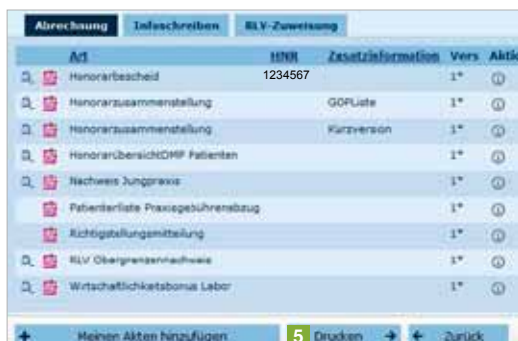 Abrechnung Infoschreiben RLV-Zuweisung
Art HNR Zusatzinformation Vers Aktio
Honorarbescheid 1234567 1*
Honorarzusammenstellung GOPListe 1*
Honorarzusammenstellung Kurzversion 1*
HonorarübersichtDMP Patienten 1*
Nachweis Jungpraxis 1*
Patientenliste Praxisgebührenabzug 1*
Richtigstellungsmitteilung 1*
RLV Obergrenzennachweis 1*
Wirtschaftlichkeitsbonus Labor 1*
+ Meinen Akten hinzufügen 5 Drucken → ← Zurück